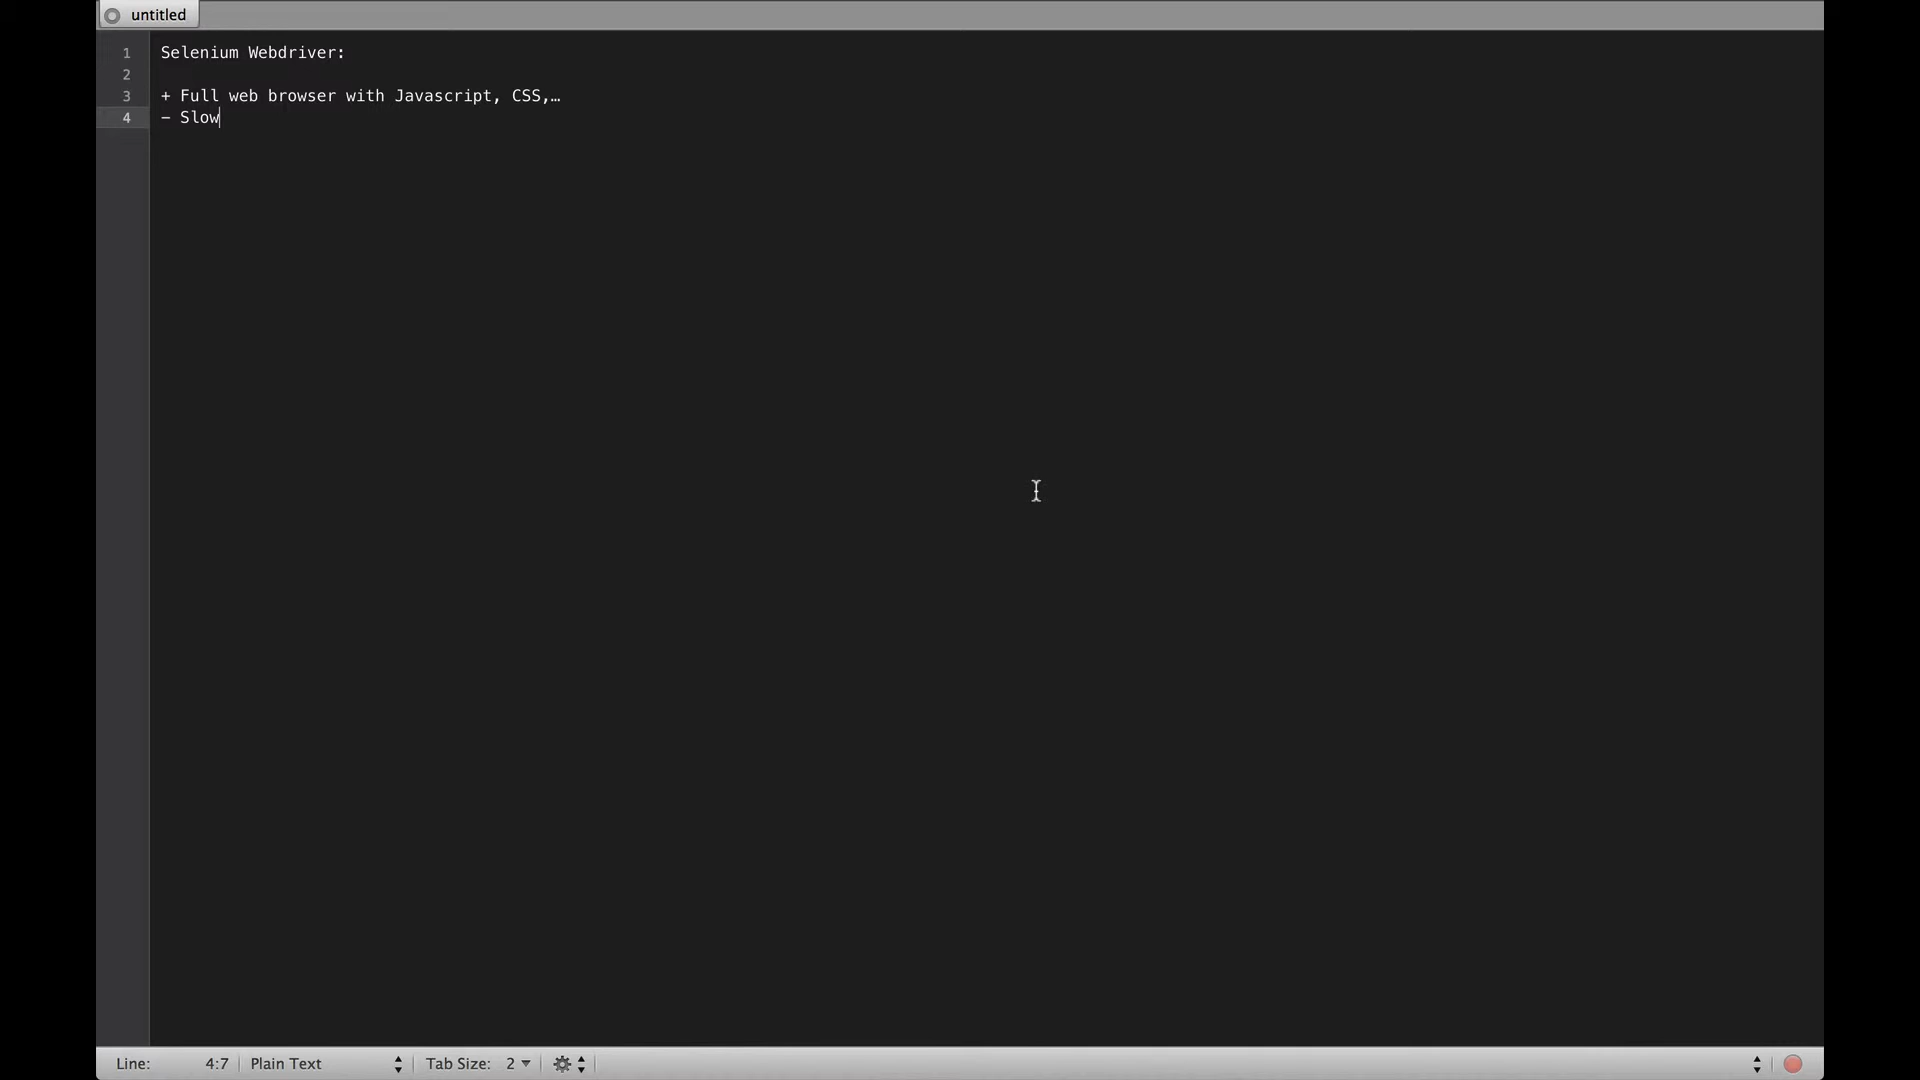 untitled
1 Selenium Webdriver:
2
3 + Full web browser with Javascript, CSS,…
4 - Slow
Line: 4:7 Plain Text Tab Size: 2